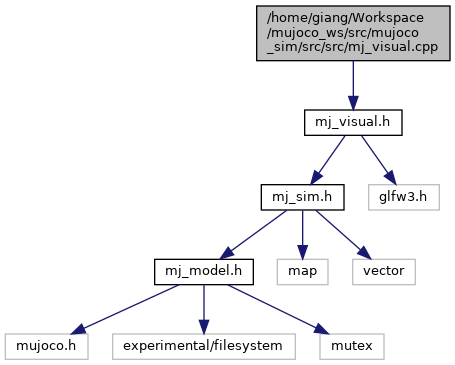 /home/giang/Workspace
/mujoco_ws/src/mujoco
_sim/src/src/mj_visual.cpp
mj_visual.h
mj_sim.h
glfw3.h
mj_model.h
map
vector
mujoco.h
experimental/filesystem
mutex